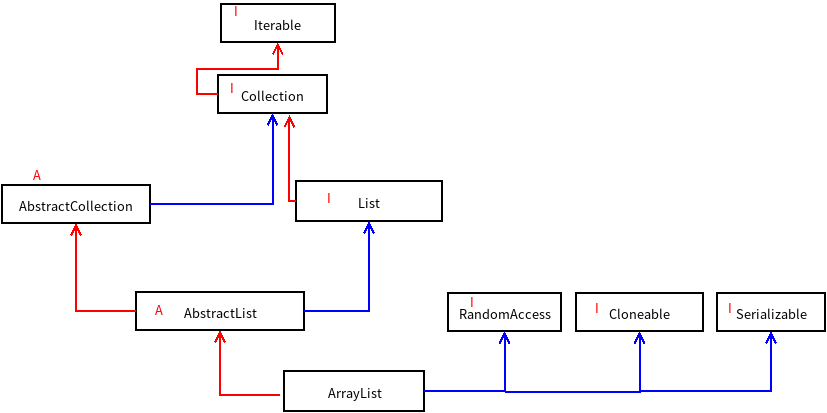 I
Iterable
I
Collection
A
AbstractCollection
I
List
A
AbstractList
I
RandomAccess
I
Cloneable
I
Serializable
ArrayList